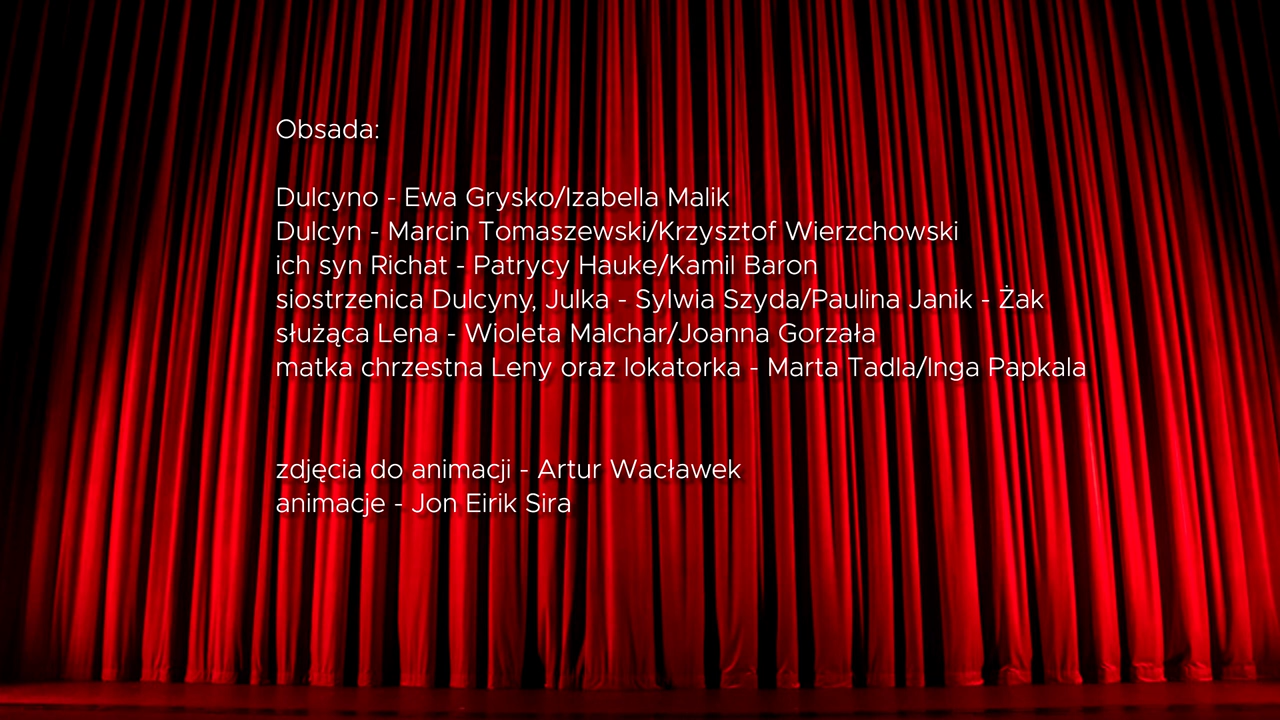 Obsada:
Dulcyno - Ewa Grysko/Izabella Malik
Dulcyn - Marcin Tomaszewski/Krzysztof Wierzchowski
ich syn Richat - Patrycy Hauke/Kamil Baron
siostrzenica Dulcyny, Julka - Sylwia Szyda/Paulina Janik - Żak
służąca Lena - Wioleta Malchar/Joanna Gorzała
matka chrzestna Leny oraz lokatorka - Marta Tadla/Inga Papkala
zdjęcia do animacji - Artur Wacławek
animacje - Jon Eirik Sira